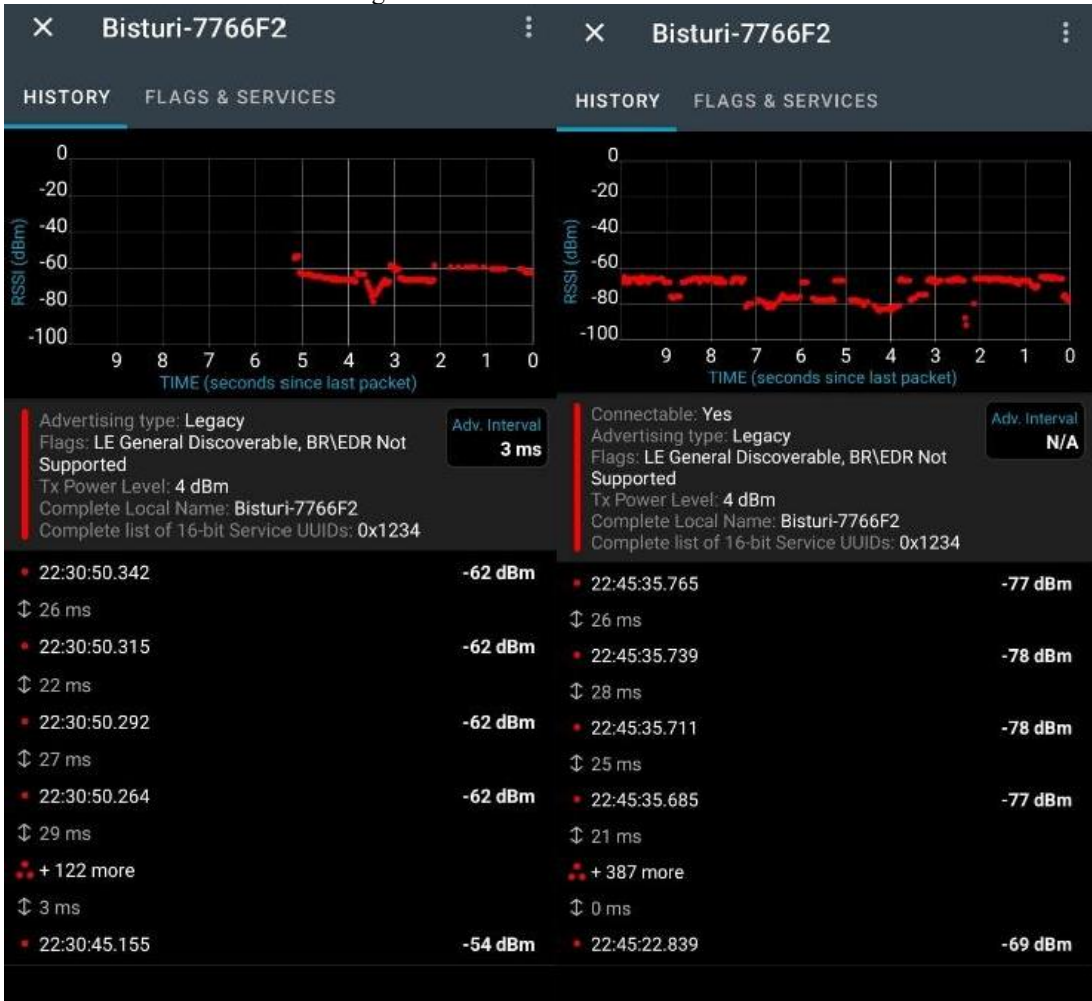 Bisturi-7766F2
HISTORY FLAGS & SERVICES
0
-20
-40
-60
-80
-100
RSSI (dBm)
9 8 7 6 5 4 3 2 1 0
TIME (seconds since last packet)
Advertising type: Legacy
Flags: LE General Discoverable, BR\EDR Not
Supported
Tx Power Level: 4 dBm
Complete Local Name: Bisturi-7766F2
Complete list of 16-bit Service UUIDs: 0x1234
Adv. Interval
3 ms
22:30:50.342 -62 dBm
26 ms
22:30:50.315 -62 dBm
22 ms
22:30:50.292 -62 dBm
27 ms
22:30:50.264 -62 dBm
29 ms
+ 122 more
3 ms
22:30:45.155 -54 dBm
Bisturi-7766F2
HISTORY FLAGS & SERVICES
0
-20
-40
-60
-80
-100
RSSI (dBm)
9 8 7 6 5 4 3 2 1 0
TIME (seconds since last packet)
Connectable: Yes
Advertising type: Legacy
Flags: LE General Discoverable, BR\EDR Not
Supported
Tx Power Level: 4 dBm
Complete Local Name: Bisturi-7766F2
Complete list of 16-bit Service UUIDs: 0x1234
Adv. Interval
N/A
22:45:35.765 -77 dBm
26 ms
22:45:35.739 -78 dBm
28 ms
22:45:35.711 -78 dBm
25 ms
22:45:35.685 -77 dBm
21 ms
+ 387 more
0 ms
22:45:22.839 -69 dBm